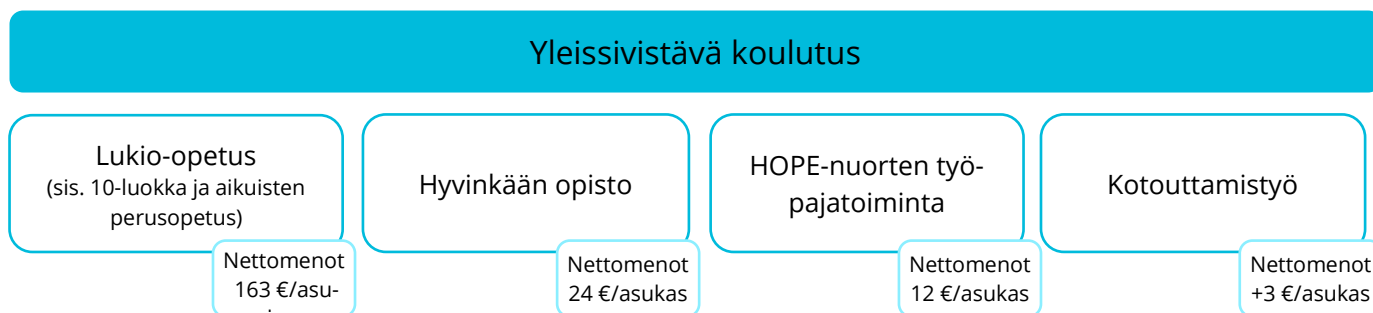 Yleissivistävä koulutus
Lukio-opetus
(sis. 10-luokka ja aikuisten
perusopetus)
Nettomenot
163 €/asu-
Hyvinkään opisto
Nettomenot
24 €/asukas
HOPE-nuorten työ-
pajatoiminta
Nettomenot
12 €/asukas
Kotouttamistyö
Nettomenot
+3 €/asukas